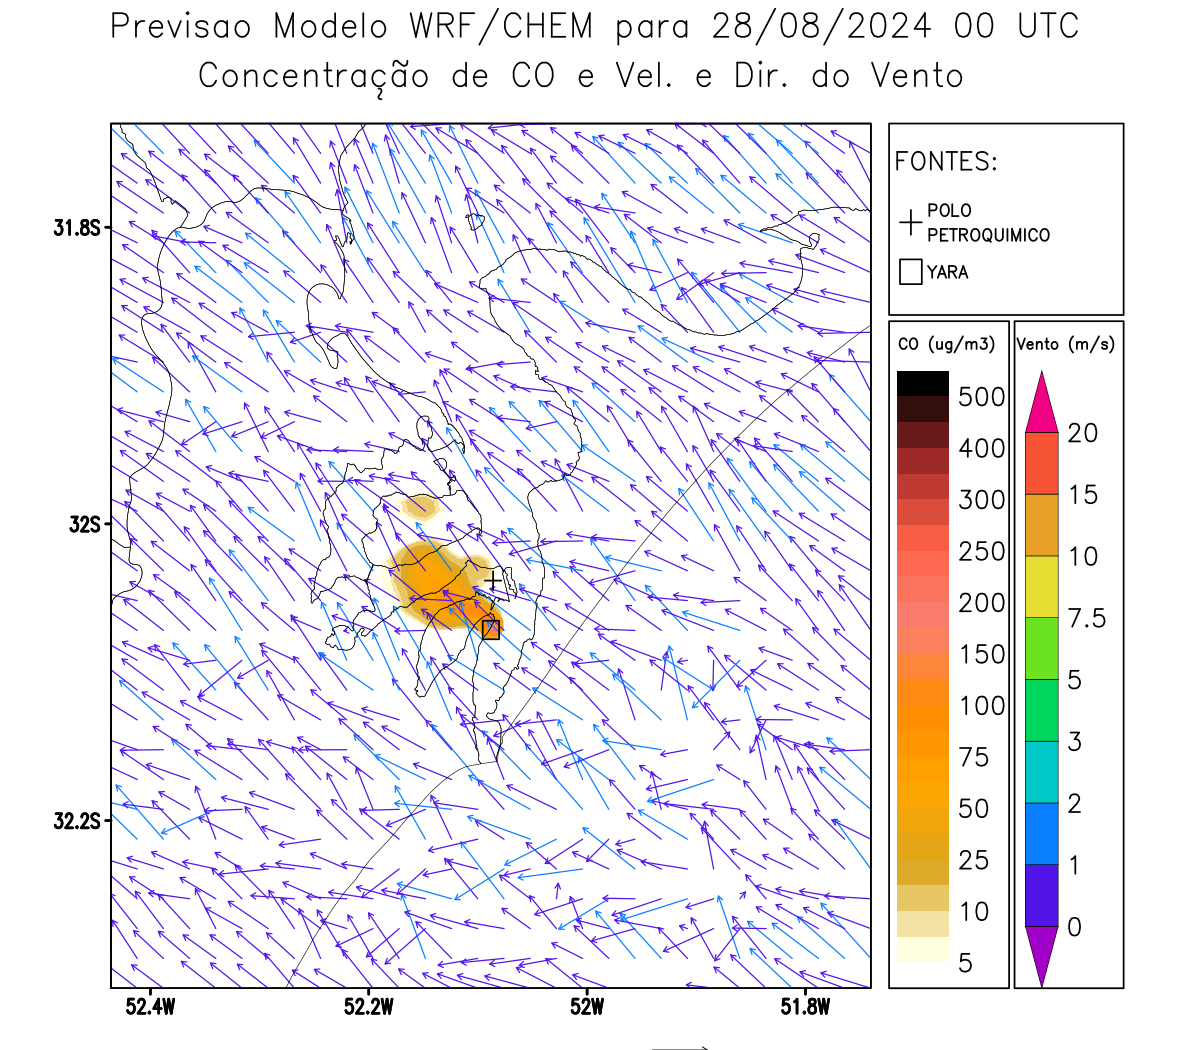 Previsao Modelo WRF/CHEM para 28/08/2024 00 UTC
Concentração de CO e Vel. e Dir. do Vento
FONTES:
POLO
PETROQUIMICO
YARA
CO (ug/m3)
500
400
300
250
200
150
100
75
50
25
10
5
Vento (m/s)
20
15
10
7.5
5
3
2
1
0
31.8S
32S
32.2S
52.4W
52.2W
52W
51.8W